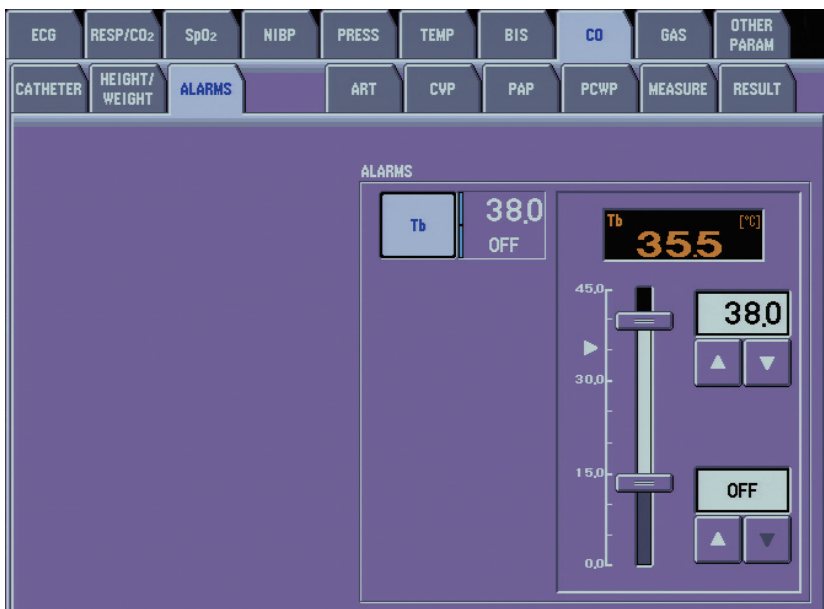 ECG RESP/CO₂ SpO₂ NIBP PRESS TEMP BIS CO GAS OTHER PARAM
CATHETER HEIGHT/ WEIGHT ALARMS ART CVP PAP PCWP MEASURE RESULT
ALARMS
Tb 38.0
OFF
Tb [°C]
35.5
45.0
38.0
30.0
15.0
OFF
0.0